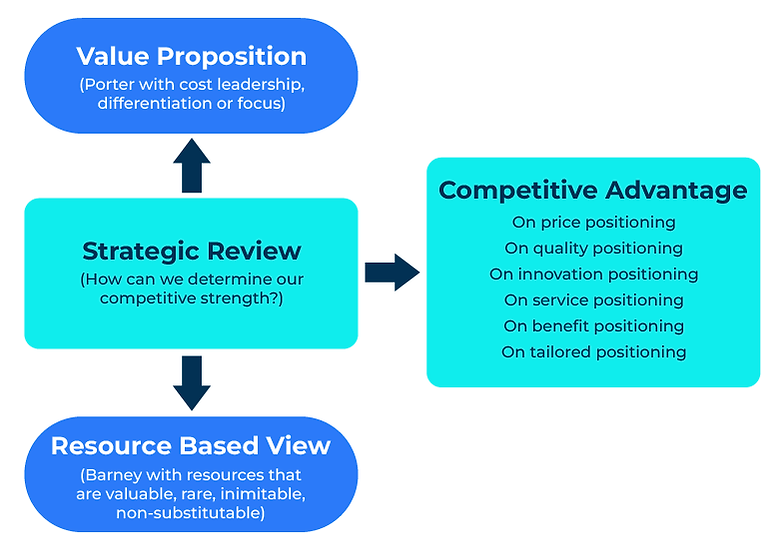 Value Proposition
(Porter with cost leadership,
differentiation or focus)
Strategic Review
(How can we determine our
competitive strength?)
Competitive Advantage
On price positioning
On quality positioning
On innovation positioning
On service positioning
On benefit positioning
On tailored positioning
Resource Based View
(Barney with resources that
are valuable, rare, inimitable,
non-substitutable)